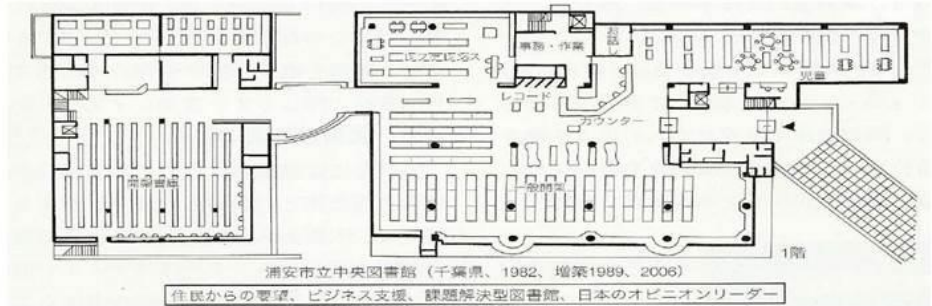 事務・作業
お話し
児童
レコード
カウンター
一般開架
1階
浦安市立中央図書館（千葉県、1982、増築1989、2006）
住民からの要望、ビジネス支援、課題解決型図書館、日本のオピニオンリーダー